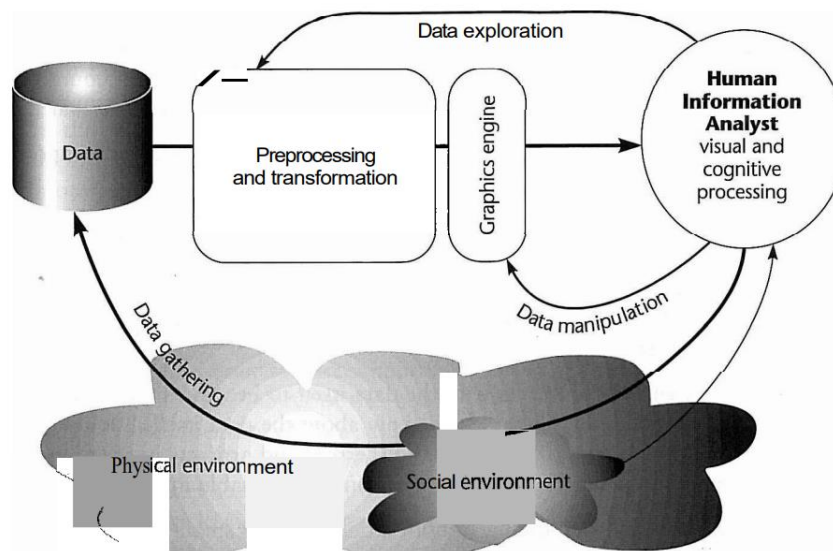 Data exploration
Human
Information
Analyst
visual and
cognitive
processing
Data
Preprocessing
and transformation
Graphics engine
Data manipulation
Data gathering
Physical environment
Social environment